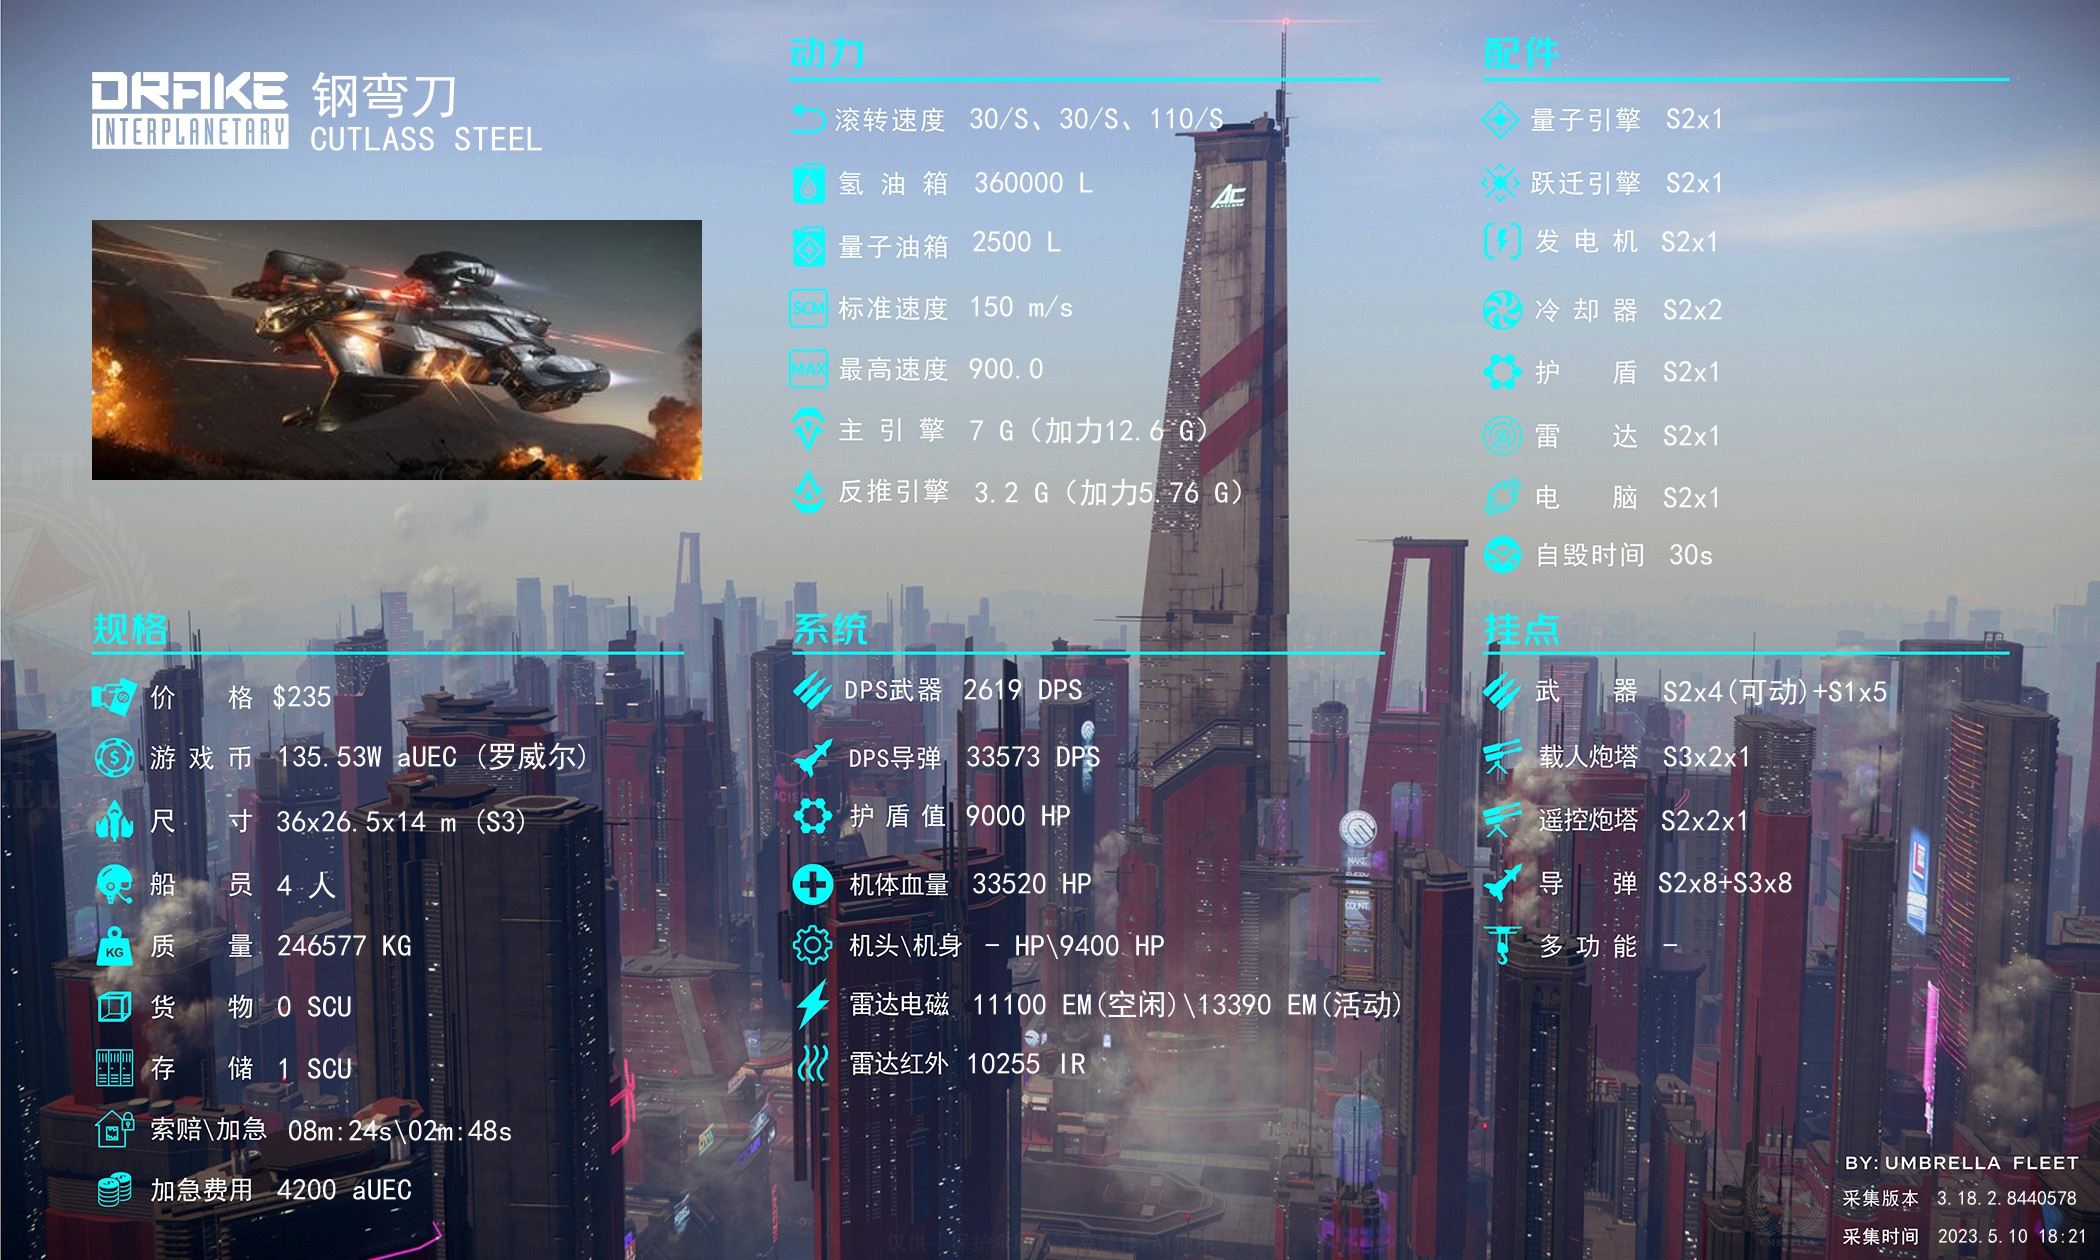 DRAKE
INTERPLANETARY
钢弯刀
CUTLASS STEEL
动力
滚转速度 30/S、30/S、110/S
氢油箱 360000 L
量子油箱 2500 L
SCM 标准速度 150 m/s
MAX 最高速度 900.0
主引擎 7 G（加力12.6 G）
反推引擎 3.2 G（加力5.76 G）
配件
量子引擎 S2x1
跃迁引擎 S2x1
发电机 S2x1
冷却器 S2x2
护盾 S2x1
雷达 S2x1
电脑 S2x1
自毁时间 30s
规格
价格 $235
游戏币 135.53W aUEC (罗威尔)
尺寸 36x26.5x14 m (S3)
船员 4 人
KG 质量 246577 KG
货物 0 SCU
存储 1 SCU
索赔\加急 08m:24s\02m:48s
加急费用 4200 aUEC
系统
DPS武器 2619 DPS
DPS导弹 33573 DPS
护盾值 9000 HP
机体血量 33520 HP
机头\机身 - HP\9400 HP
雷达电磁 11100 EM(空闲)\13390 EM(活动)
雷达红外 10255 IR
挂点
武器 S2x4(可动)+S1x5
载人炮塔 S3x2x1
遥控炮塔 S2x2x1
导弹 S2x8+S3x8
多功能 -
AC
MAKE
EVERY
COUNT
BY: UMBRELLA FLEET
采集版本 3.18.2.8440578
采集时间 2023.5.10 18:21